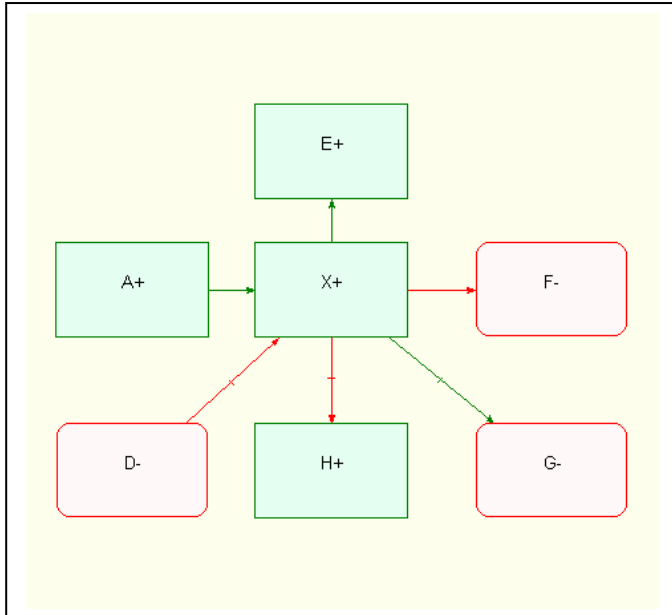 E+
A+
X+
F-
D-
H+
G-